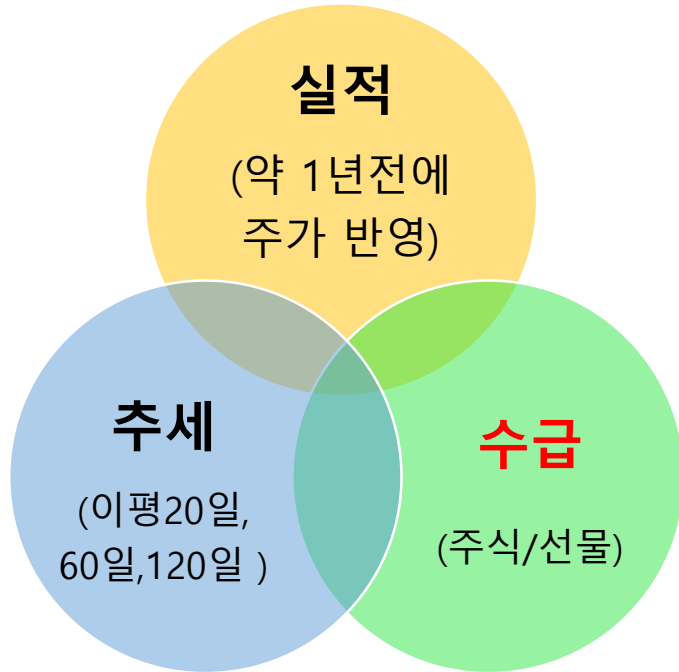 실적
(약 1년전에
주가 반영)
추세
(이평20일,
60일,120일 )
수급
(주식/선물)